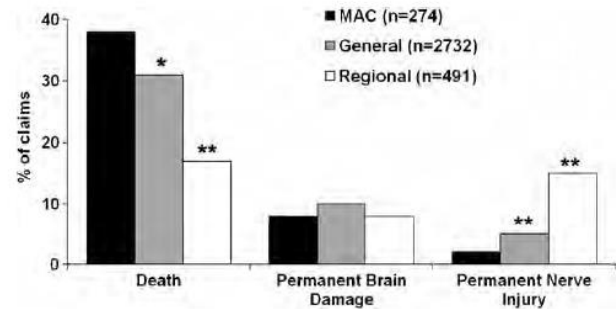 MAC (n=274)
General (n=2732)
Regional (n=491)
% of claims
40
30
20
10
0
*
**
**
**
Death
Permanent Brain
Damage
Permanent Nerve
Injury